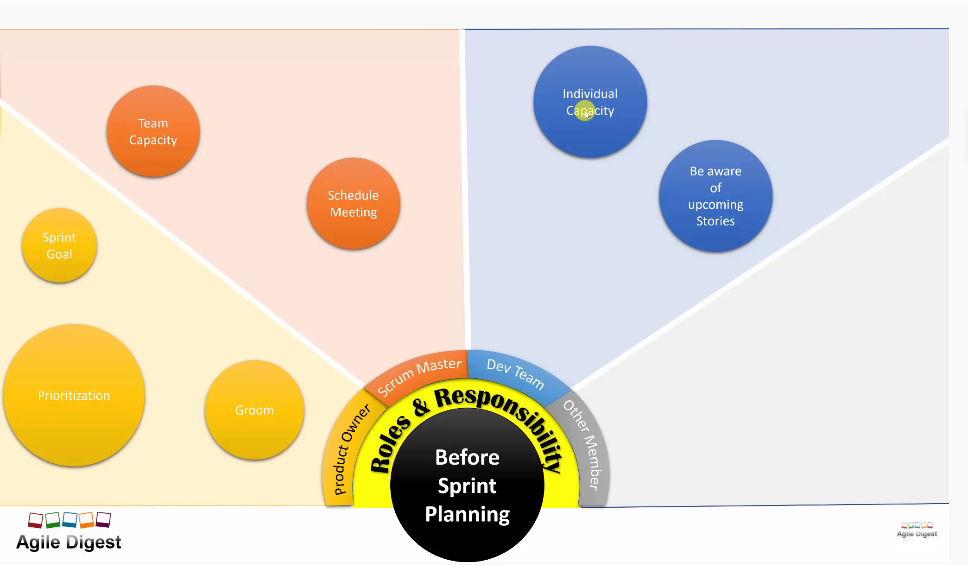 Individual
Capacity
Team
Capacity
Be aware
of
upcoming
Stories
Schedule
Meeting
Sprint
Goal
Prioritization
Groom
Product Owner
Scrum Master
Dev Team
Other Member
Roles & Responsibility
Before
Sprint
Planning
Agile Digest
Agile Digest